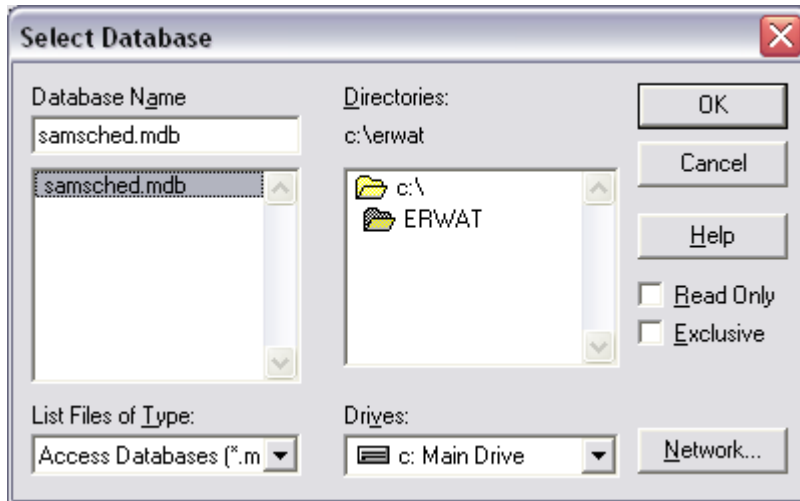 Select Database
Database Name
samsched.mdb
samsched.mdb
List Files of Type:
Access Databases (*.m
Directories:
c:\erwat
c:\
ERWAT
Drives:
c: Main Drive
OK
Cancel
Help
Read Only
Exclusive
Network...